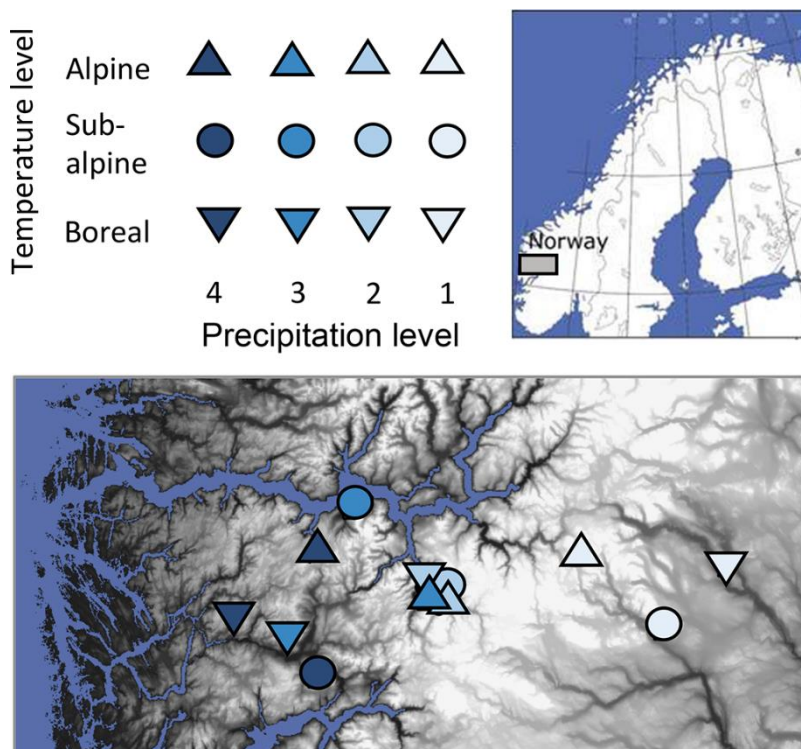 Temperature level
Alpine
Sub-
alpine
Boreal
4 3 2 1
Precipitation level
Norway